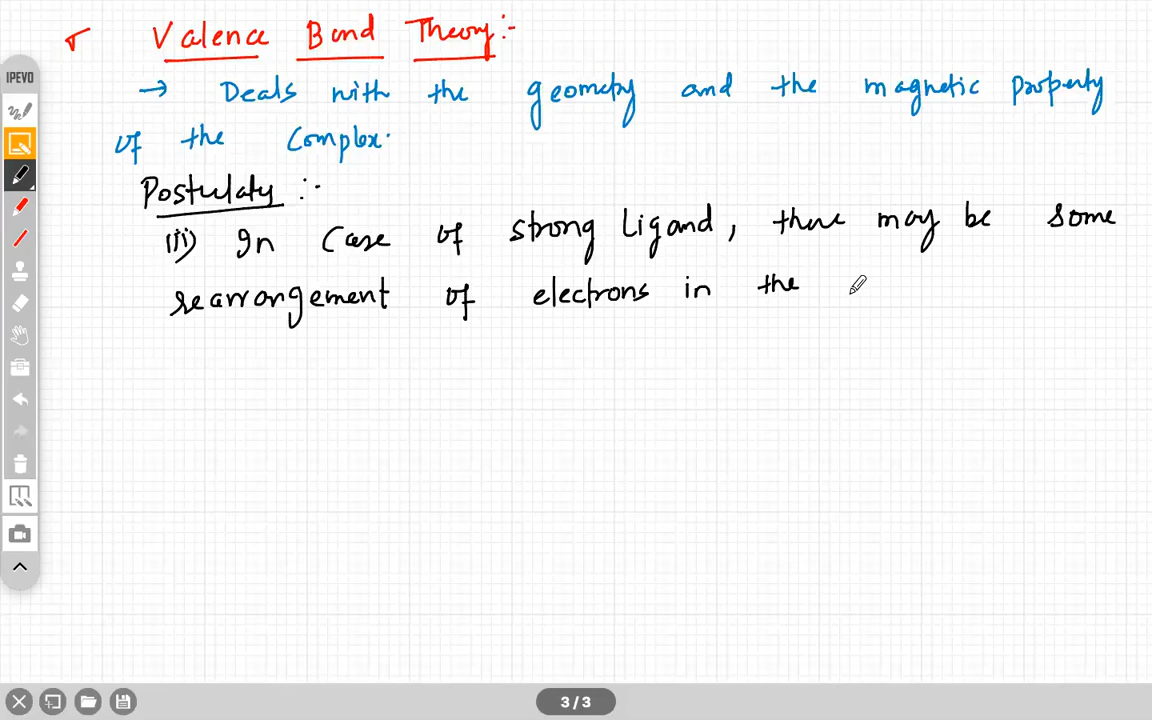 IPEVO
Valence Bond Theory:-
→ Deals with the geometry and the magnetic property
of the Complex.
Postulaty :-
(ii) In Case of strong Ligand, there may be some
rearrangement of electrons in the
3/3